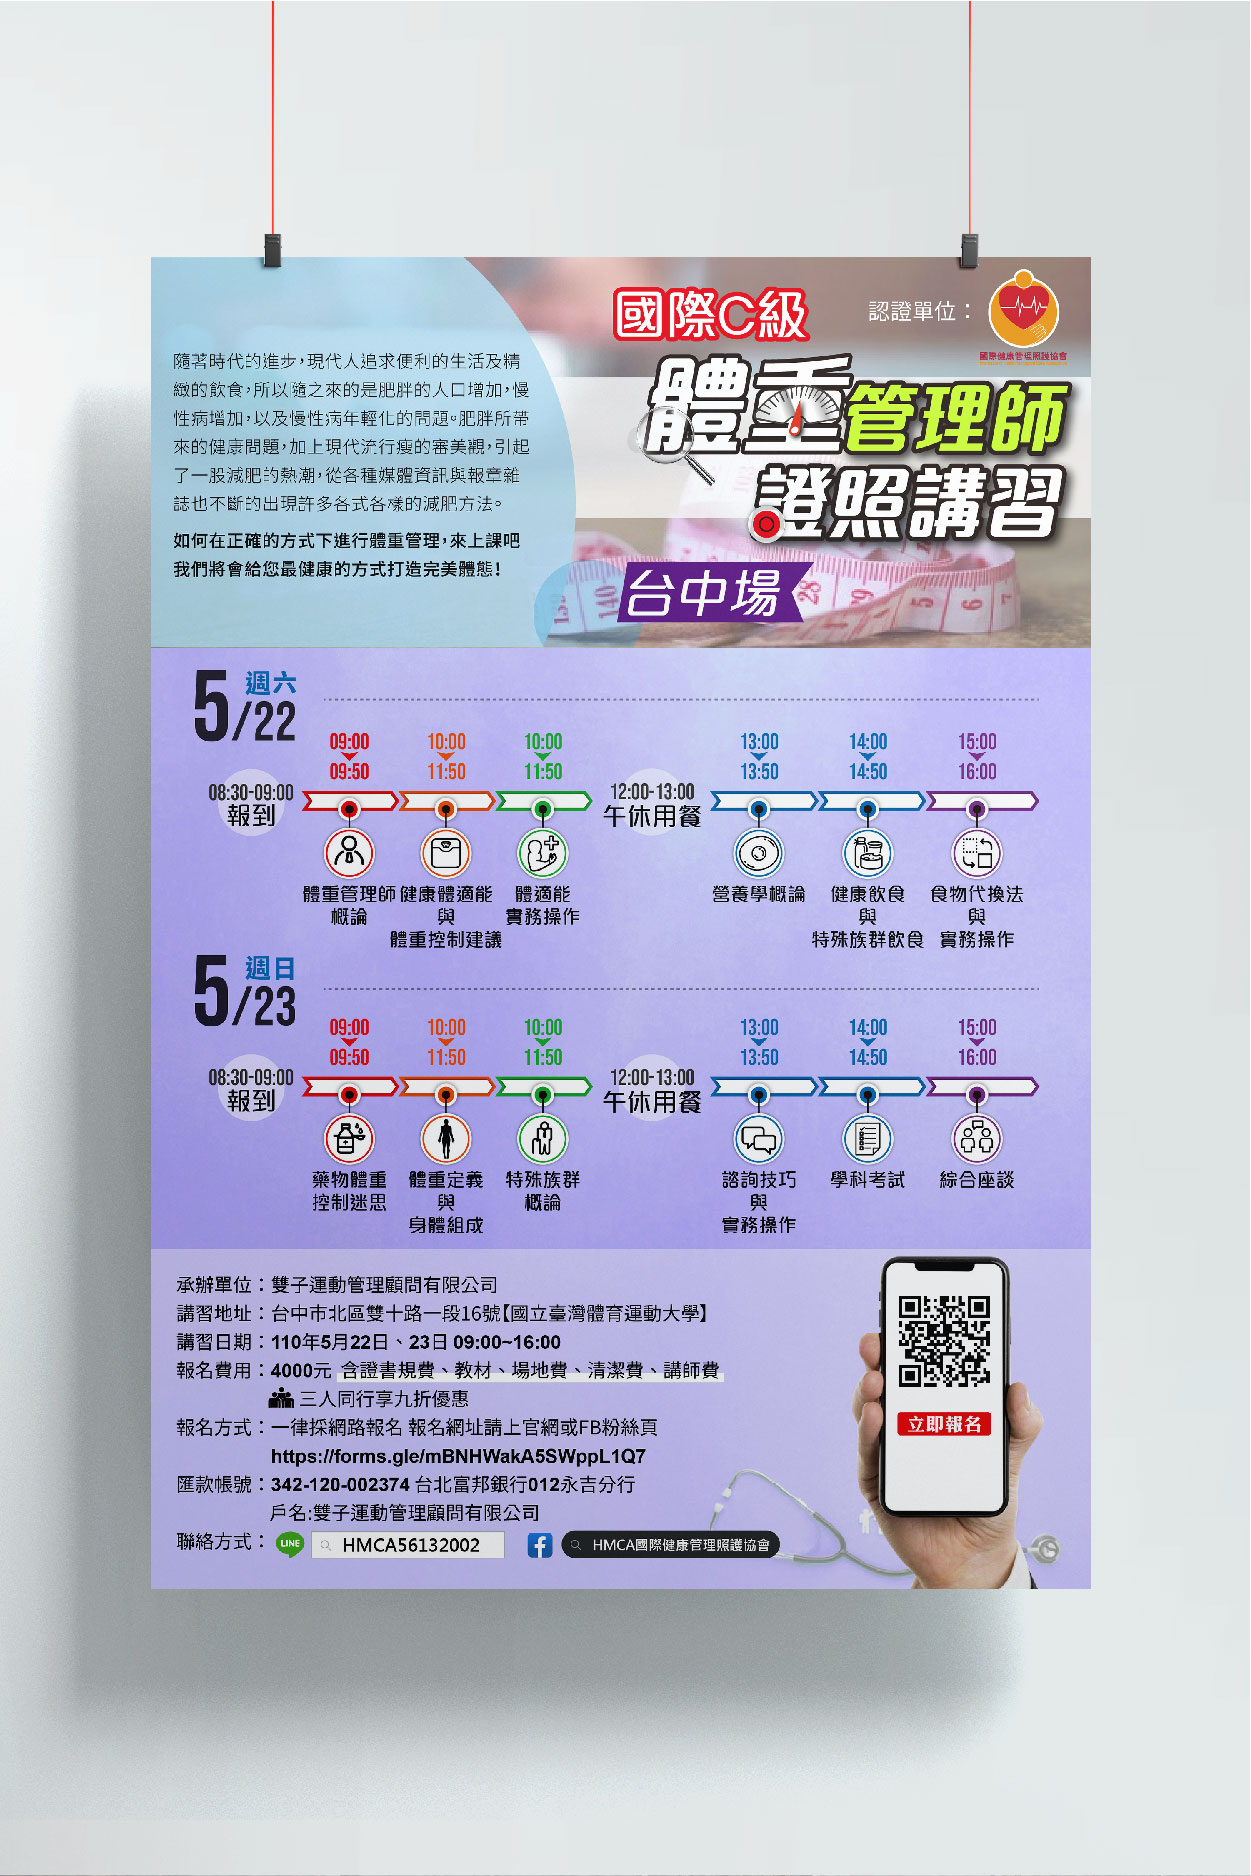 國際C級
認證單位：
國際健康管理照護協會
體重管理師
證照講習
台中場
隨著時代的進步，現代人追求便利的生活及精
緻的飲食，所以隨之來的是肥胖的人口增加，慢
性病增加，以及慢性病年輕化的問題。肥胖所帶
來的健康問題，加上現代流行瘦的審美觀，引起
了一股減肥的熱潮，從各種媒體資訊與報章雜
誌也不斷的出現許多各式各樣的減肥方法。
如何在正確的方式下進行體重管理，來上課吧
我們將會給您最健康的方式打造完美體態！
139 140 28 29 5 6 7
5/22 週六
08:30-09:00
報到
09:00
09:50
體重管理師
概論
10:00
11:50
健康體適能
與
體重控制建議
10:00
11:50
體適能
實務操作
12:00-13:00
午休用餐
13:00
13:50
營養學概論
14:00
14:50
健康飲食
與
特殊族群飲食
15:00
16:00
食物代換法
與
實務操作
5/23 週日
08:30-09:00
報到
09:00
09:50
藥物體重
控制迷思
10:00
11:50
體重定義
與
身體組成
10:00
11:50
特殊族群
概論
12:00-13:00
午休用餐
13:00
13:50
諮詢技巧
與
實務操作
14:00
14:50
學科考試
15:00
16:00
綜合座談
承辦單位：雙子運動管理顧問有限公司
講習地址：台中市北區雙十路一段16號【國立臺灣體育運動大學】
講習日期：110年5月22日、23日 09:00~16:00
報名費用：4000元 含證書規費、教材、場地費、清潔費、講師費
三人同行享九折優惠
報名方式：一律採網路報名 報名網址請上官網或FB粉絲頁
https://forms.gle/mBNHWakA5SWppL1Q7
匯款帳號：342-120-002374 台北富邦銀行012永吉分行
戶名:雙子運動管理顧問有限公司
聯絡方式： LINE HMCA56132002 HMCA國際健康管理照護協會
立即報名